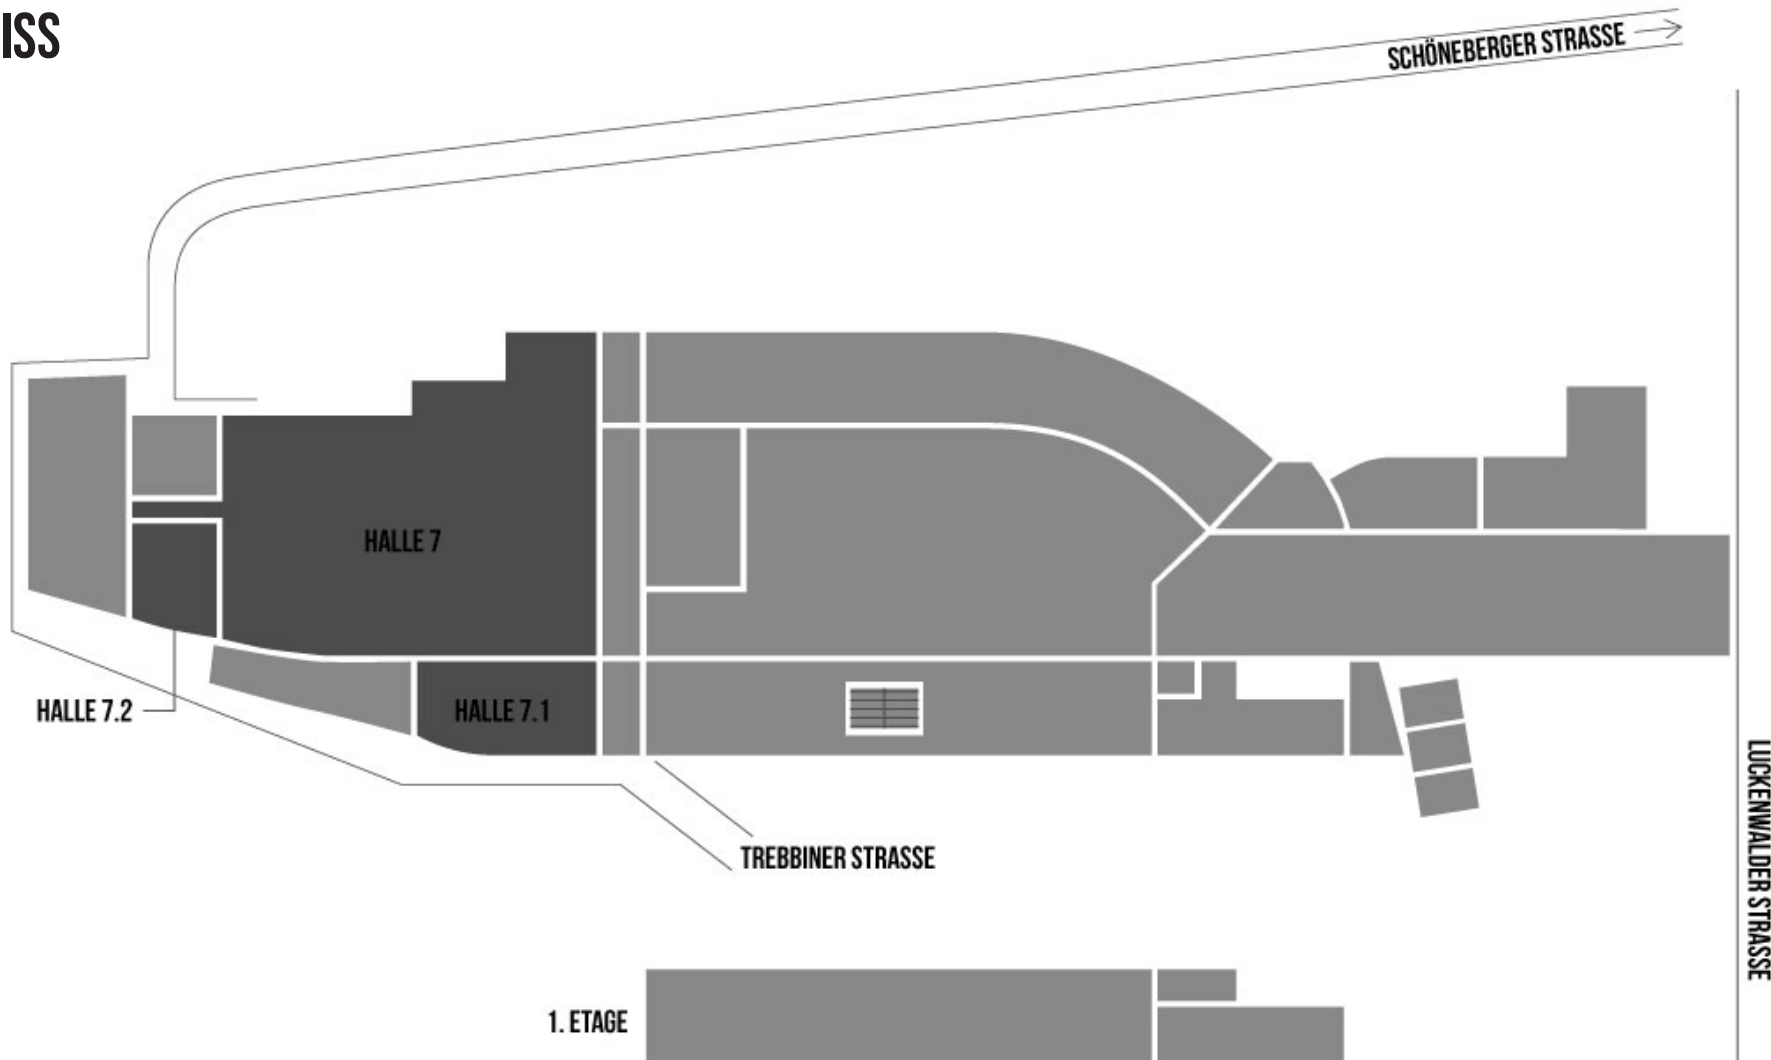 ISS
SCHÖNEBERGER STRASSE
HALLE 7
HALLE 7.2
HALLE 7.1
TREBBINER STRASSE
LUCKENWALDER STRASSE
1. ETAGE